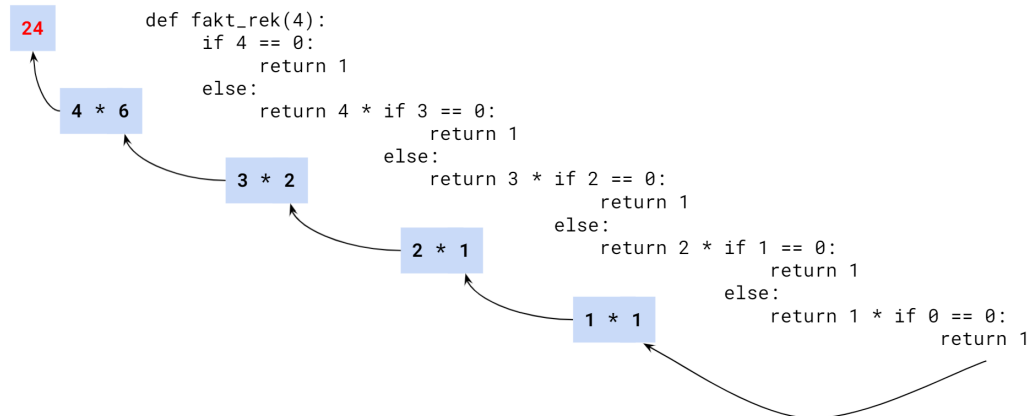 def fakt_rek(4):
24
if 4 == 0:
return 1
else:
4 * 6
return 4 * if 3 == 0:
return 1
else:
3 * 2
return 3 * if 2 == 0:
return 1
else:
2 * 1
return 2 * if 1 == 0:
return 1
else:
1 * 1
return 1 * if 0 == 0:
return 1